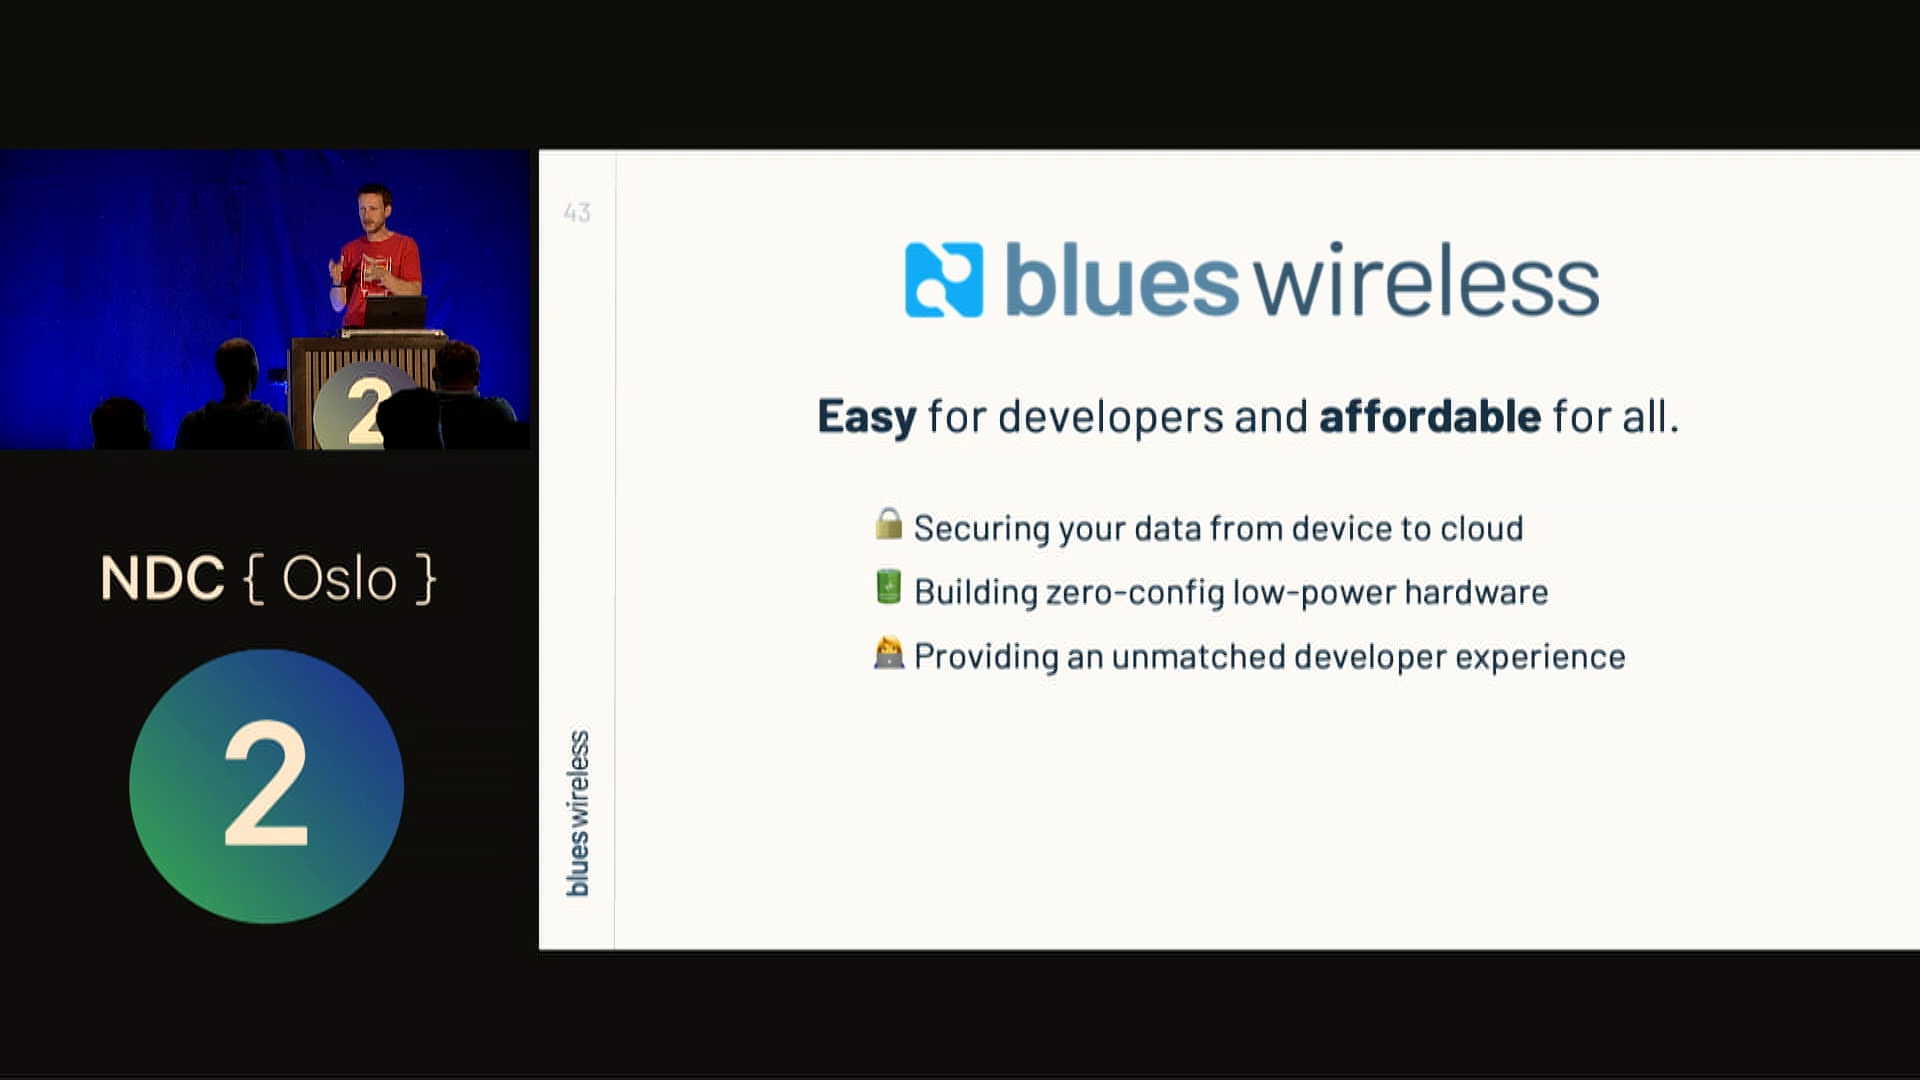 43
blues wireless
Easy for developers and affordable for all.
Securing your data from device to cloud
Building zero-config low-power hardware
Providing an unmatched developer experience
blues wireless
2
NDC { Oslo }
2